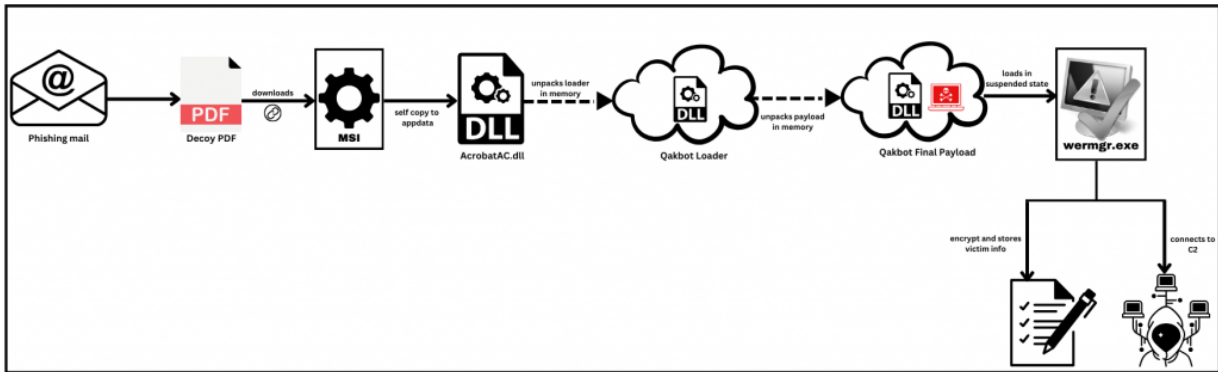 Phishing mail
PDF
Decoy PDF
downloads
MSI
self copy to
appdata
DLL
AcrobatAC.dll
unpacks loader
in memory
DLL
Qakbot Loader
unpacks payload
in memory
DLL
Qakbot Final Payload
loads in
suspended state
wermgr.exe
encrypt and stores
victim info
connects to
C2